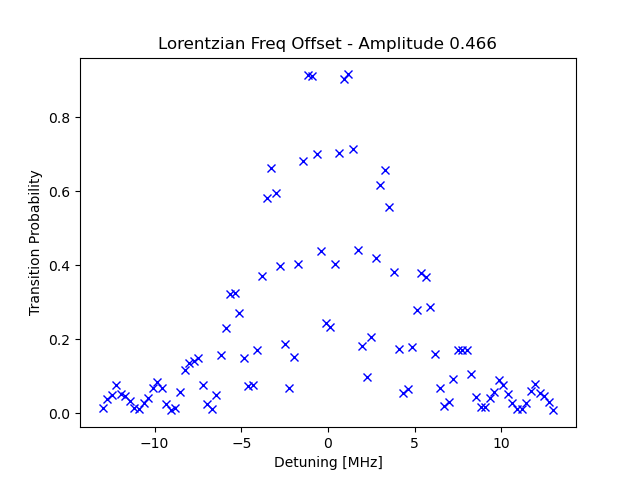 Lorentzian Freq Offset - Amplitude 0.466
Transition Probability
0.8
0.6
0.4
0.2
0.0
−10 −5 0 5 10
Detuning [MHz]